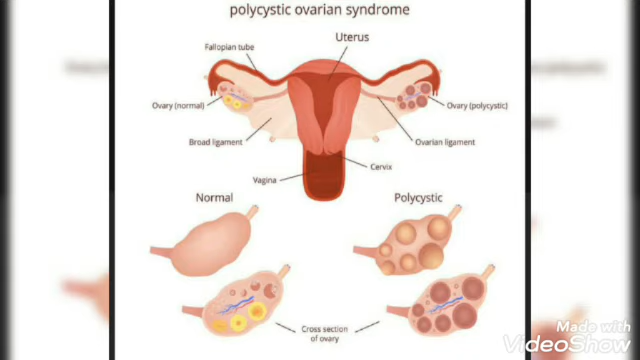 polycystic ovarian syndrome
Uterus
Fallopian tube
Ovary (normal)
Ovary (polycystic)
Broad ligament
Ovarian ligament
Cervix
Vagina
Normal
Polycystic
Cross section
of ovary
Made with
VideoShow